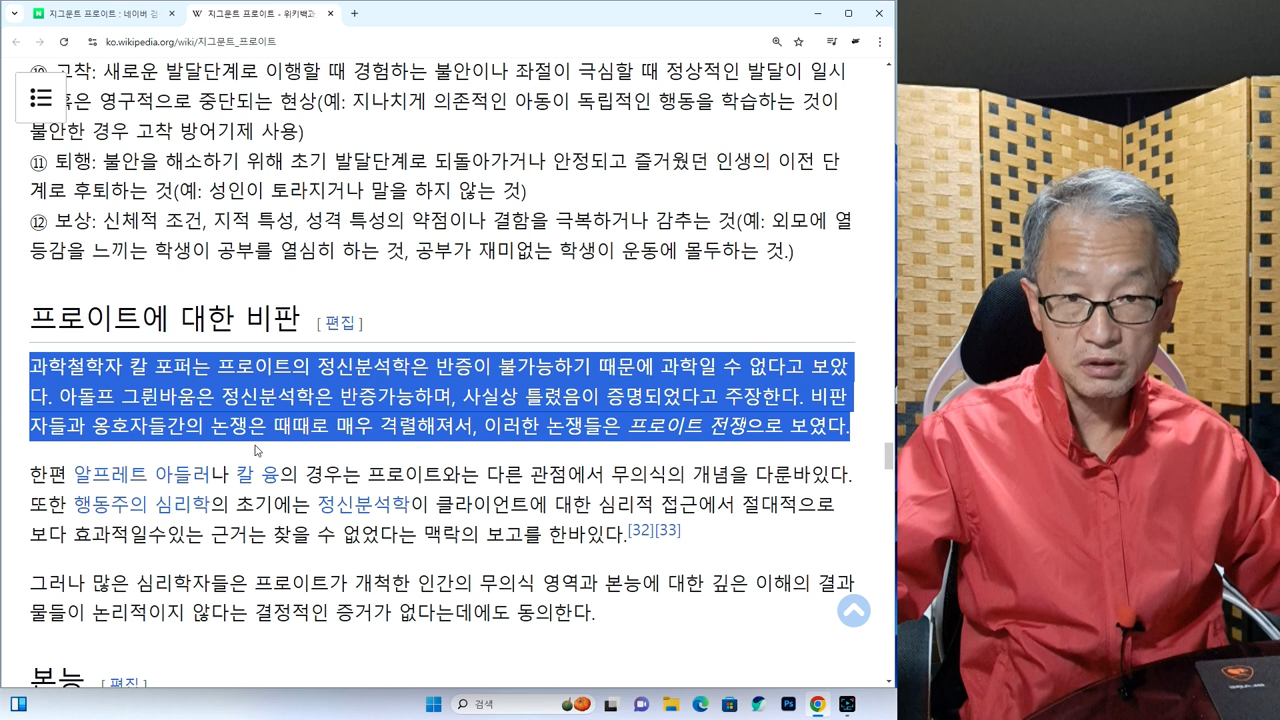 지그문트 프로이트 : 네이버 검
지그문트 프로이트 - 위키백과
ko.wikipedia.org/wiki/지그문트_프로이트
⑩ 고착: 새로운 발달단계로 이행할 때 경험하는 불안이나 좌절이 극심할 때 정상적인 발달이 일시
혹은 영구적으로 중단되는 현상(예: 지나치게 의존적인 아동이 독립적인 행동을 학습하는 것이
불안한 경우 고착 방어기제 사용)
⑪ 퇴행: 불안을 해소하기 위해 초기 발달단계로 되돌아가거나 안정되고 즐거웠던 인생의 이전 단
계로 후퇴하는 것(예: 성인이 토라지거나 말을 하지 않는 것)
⑫ 보상: 신체적 조건, 지적 특성, 성격 특성의 약점이나 결함을 극복하거나 감추는 것(예: 외모에 열
등감을 느끼는 학생이 공부를 열심히 하는 것, 공부가 재미없는 학생이 운동에 몰두하는 것.)
프로이트에 대한 비판 [ 편집 ]
과학철학자 칼 포퍼는 프로이트의 정신분석학은 반증이 불가능하기 때문에 과학일 수 없다고 보았
다. 아돌프 그륀바움은 정신분석학은 반증가능하며, 사실상 틀렸음이 증명되었다고 주장한다. 비판
자들과 옹호자들간의 논쟁은 때때로 매우 격렬해져서, 이러한 논쟁들은 프로이트 전쟁으로 보였다.
한편 알프레트 아들러나 칼 융의 경우는 프로이트와는 다른 관점에서 무의식의 개념을 다룬바있다.
또한 행동주의 심리학의 초기에는 정신분석학이 클라이언트에 대한 심리적 접근에서 절대적으로
보다 효과적일수있는 근거는 찾을 수 없었다는 맥락의 보고를 한바있다.[32][33]
그러나 많은 심리학자들은 프로이트가 개척한 인간의 무의식 영역과 본능에 대한 깊은 이해의 결과
물들이 논리적이지 않다는 결정적인 증거가 없다는데에도 동의한다.
본능 [ 편집 ]
검색
Ps